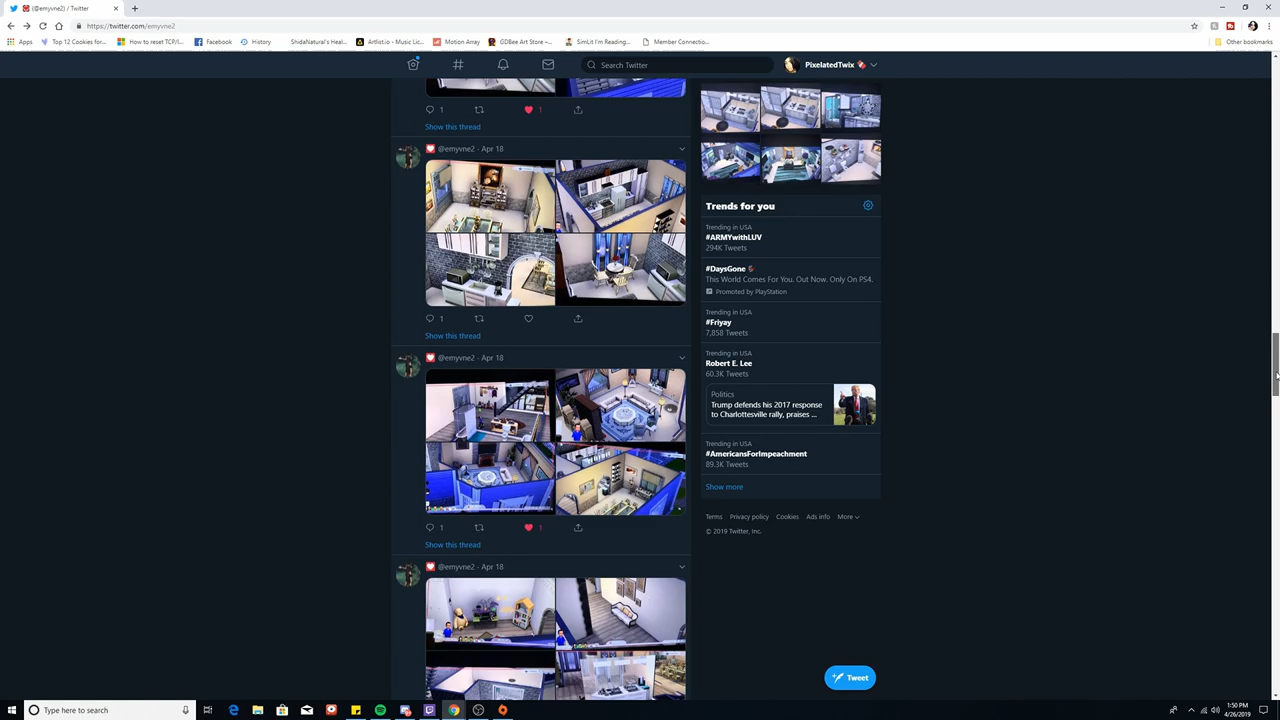 (@emyvne2) / Twitter
https://twitter.com/emyvne2
Apps
Top 12 Cookies for...
How to reset TCP/I...
Facebook
History
ShidaNatural's Heal...
Artlist.io - Music Lic...
Motion Array
GDBee Art Store –...
SimLit I'm Reading...
Member Connectio...
Other bookmarks
Search Twitter
PixelatedTwix
1
1
Show this thread
@emyvne2 · Apr 18
1
Show this thread
@emyvne2 · Apr 18
1
1
Show this thread
@emyvne2 · Apr 18
Trends for you
Trending in USA
#ARMYwithLUV
294K Tweets
#DaysGone
This World Comes For You. Out Now. Only On PS4.
Promoted by PlayStation
Trending in USA
#Friyay
7,858 Tweets
Trending in USA
Robert E. Lee
60.3K Tweets
Politics
Trump defends his 2017 response
to Charlottesville rally, praises ...
Trending in USA
#AmericansForImpeachment
89.3K Tweets
Show more
Terms Privacy policy Cookies Ads info More
© 2019 Twitter, Inc.
Tweet
Type here to search
1:50 PM
4/26/2019